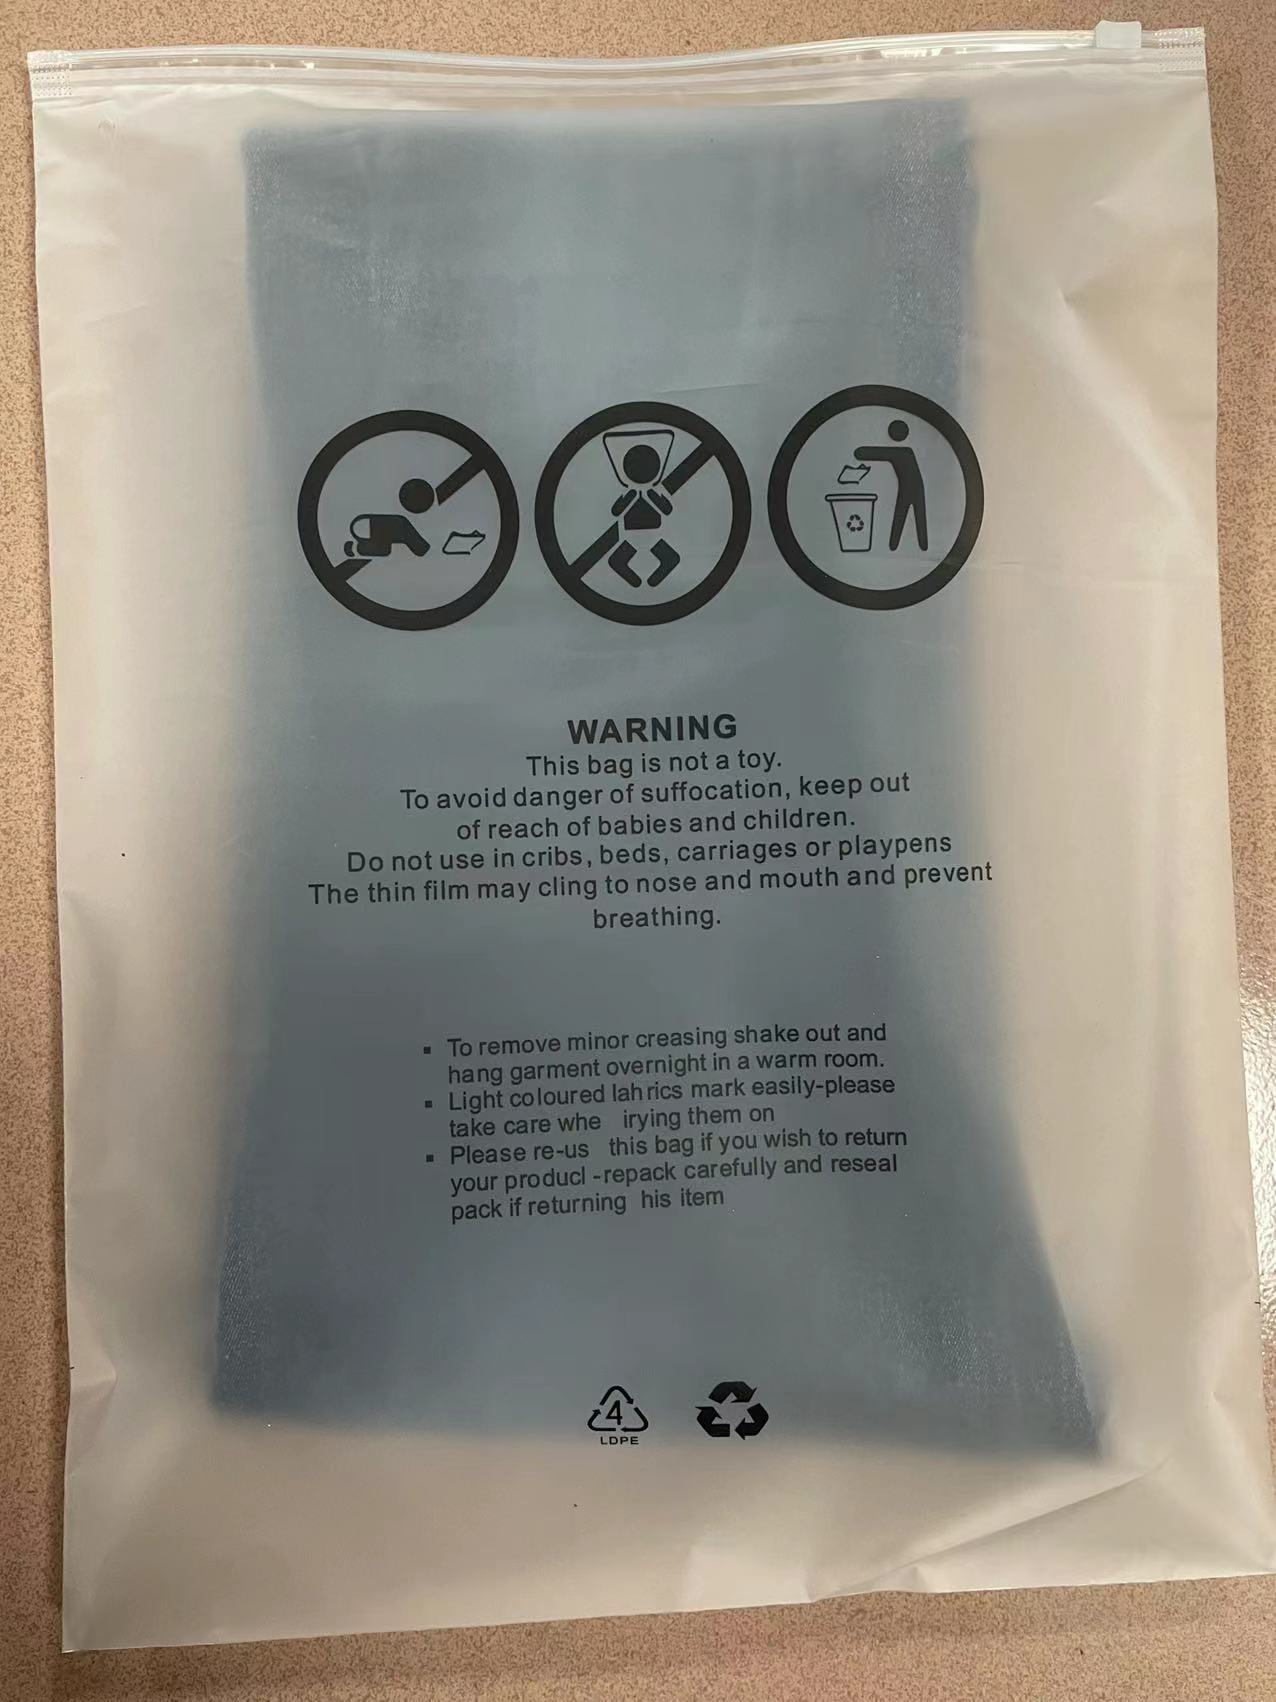 WARNING
This bag is not a toy.
To avoid danger of suffocation, keep out
of reach of babies and children.
Do not use in cribs, beds, carriages or playpens
The thin film may cling to nose and mouth and prevent
breathing.
▪ To remove minor creasing shake out and
hang garment overnight in a warm room.
▪ Light coloured lahrics mark easily-please
take care whe irying them on
▪ Please re-us this bag if you wish to return
your producl -repack carefully and reseal
pack if returning his item
4
LDPE